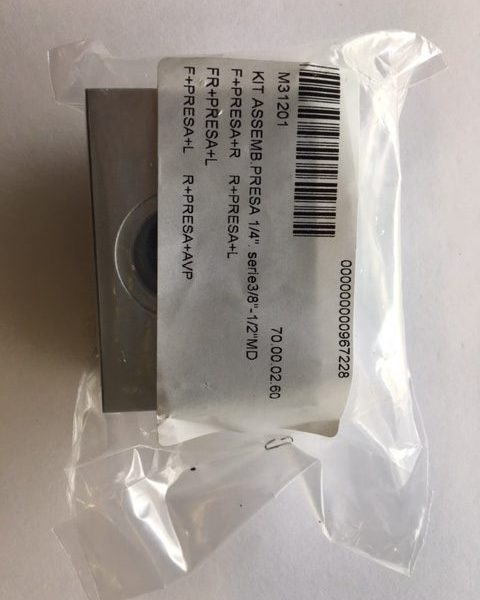 000000000967228
M31201 70.00.02.60
KIT ASSEMB.PRESA 1/4". serie3/8"-1/2"MD
F+PRESA+R R+PRESA+L
FR+PRESA+L
F+PRESA+L R+PRESA+AVP